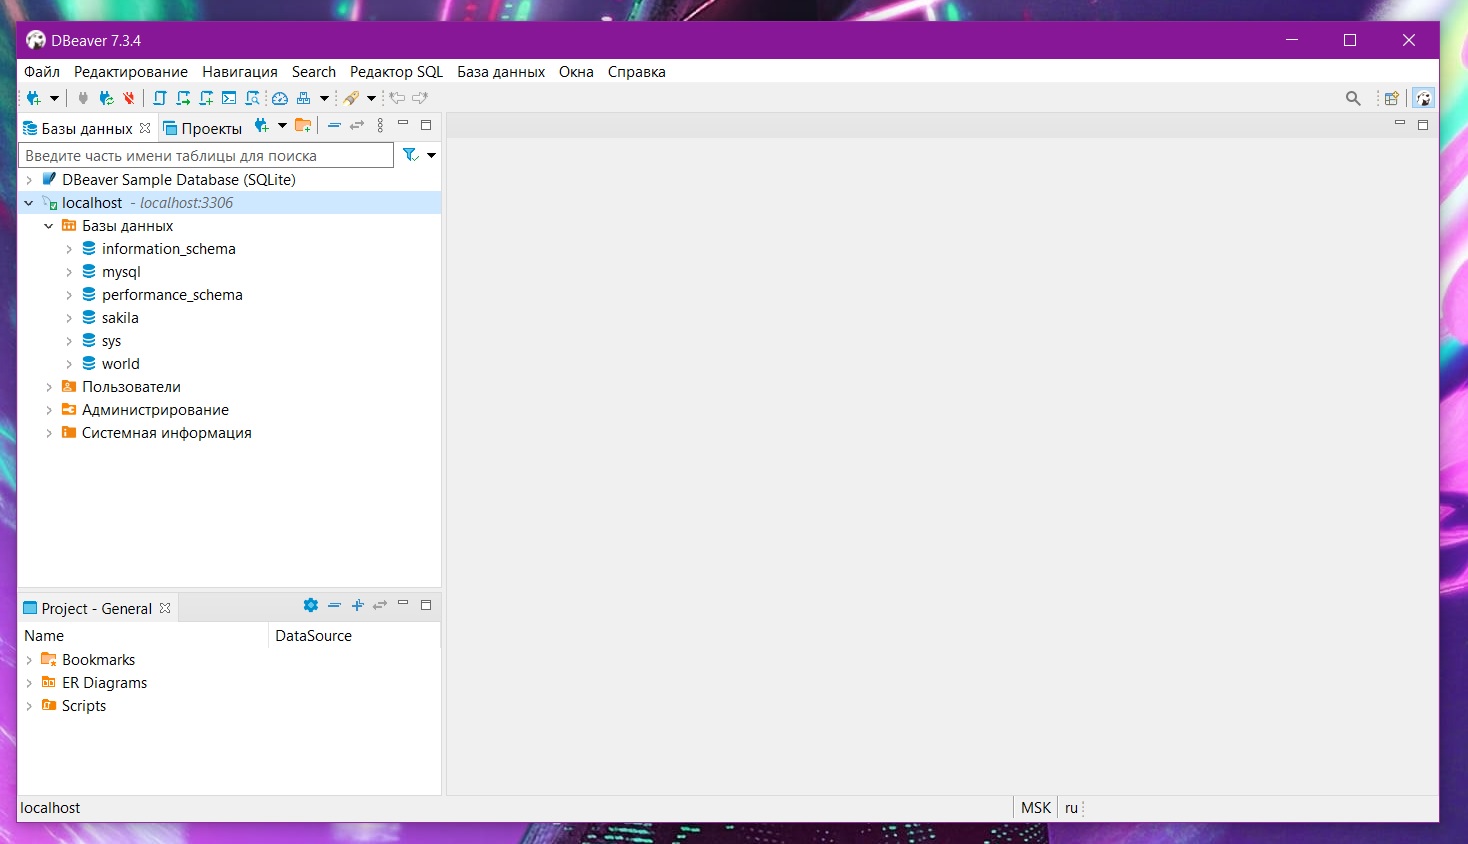 DBeaver 7.3.4
Файл Редактирование Навигация Search Редактор SQL База данных Окна Справка
Базы данных Проекты
Введите часть имени таблицы для поиска
DBeaver Sample Database (SQLite)
localhost - localhost:3306
Базы данных
information_schema
mysql
performance_schema
sakila
sys
world
Пользователи
Администрирование
Системная информация
Project - General
Name DataSource
Bookmarks
ER Diagrams
Scripts
localhost MSK ru